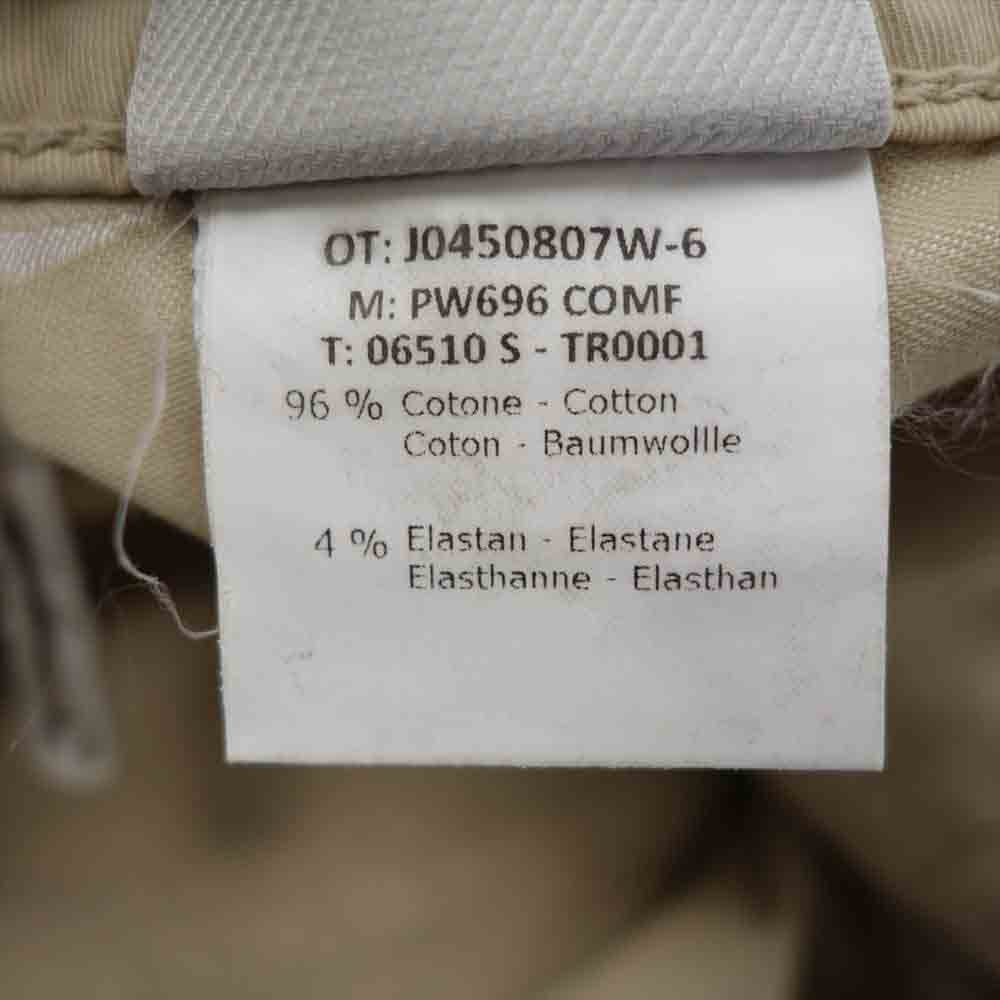 OT: J0450807W-6
M: PW696 COMF
T: 06510 S - TR0001
96 % Cotone - Cotton
Coton - Baumwollle
4 % Elastan - Elastane
Elasthanne - Elasthan